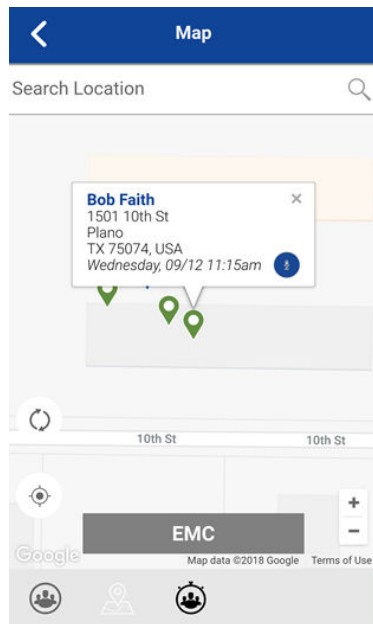 Map
Search Location
Bob Faith
1501 10th St
Plano
TX 75074, USA
Wednesday, 09/12 11:15am
10th St
10th St
EMC
Google
Map data ©2018 Google
Terms of Use